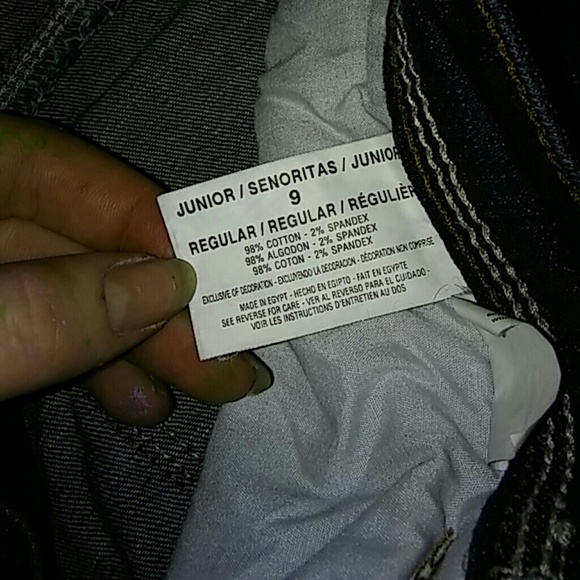 JUNIOR / SENORITAS / JUNIOR
9
REGULAR / REGULAR / RÉGULIÈR
98% COTTON - 2% SPANDEX
98% ALGODON - 2% SPANDEX
98% COTON - 2% SPANDEX
EXCLUSIVE OF DECORATION - EXCLUYENDO LA DECORACION - DÉCORATION NON COMPRISE
MADE IN EGYPT - HECHO EN EGIPTO - FAIT EN EGYPTE
SEE REVERSE FOR CARE - VER AL REVERSO PARA EL CUIDADO -
VOIR LES INSTRUCTIONS D'ENTRETIEN AU DOS